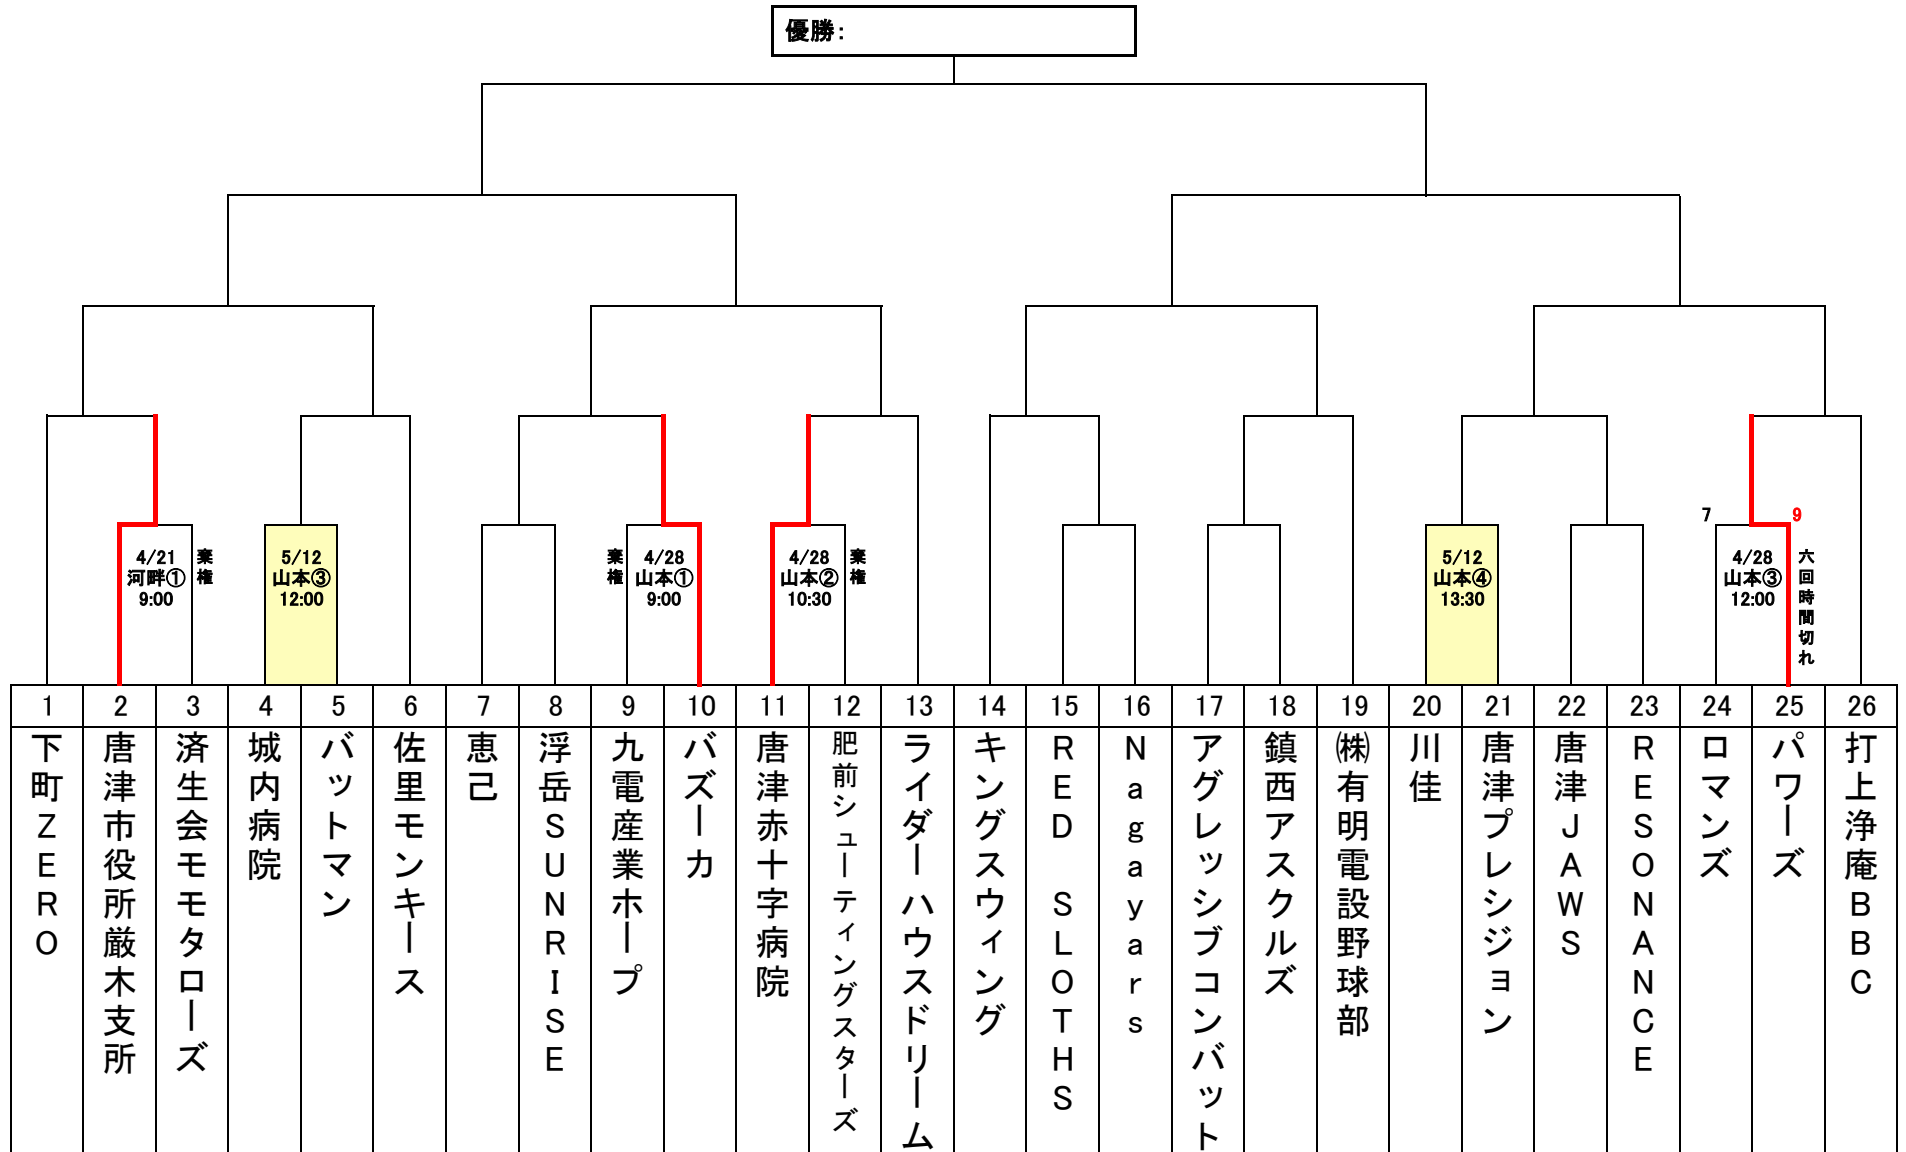 優勝：
7
9
4/21
河畔①
9:00
棄権
5/12
山本③
12:00
棄権
4/28
山本①
9:00
4/28
山本②
10:30
棄権
5/12
山本④
13:30
4/28
山本③
12:00
六回時間切れ
1 2 3 4 5 6 7 8 9 10 11 12 13 14 15 16 17 18 19 20 21 22 23 24 25 26
下町ZERO
唐津市役所厳木支所
済生会モモタローズ
城内病院
バットマン
佐里モンキース
恵己
浮岳SUNRISE
九電産業ホープ
バズーカ
唐津赤十字病院
肥前シューティングスターズ
ライダーハウスドリーム
キングスウィング
RED SLOTHS
Nagayars
アグレッシブコンバット
鎮西アスクルズ
㈱有明電設野球部
川佳
唐津プレシジョン
唐津JAWS
RESONANCE
ロマンズ
パワーズ
打上浄庵BBC